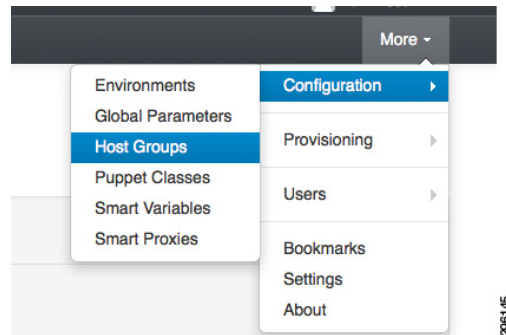 More
Configuration
Provisioning
Users
Bookmarks
Settings
About
Environments
Global Parameters
Host Groups
Puppet Classes
Smart Variables
Smart Proxies